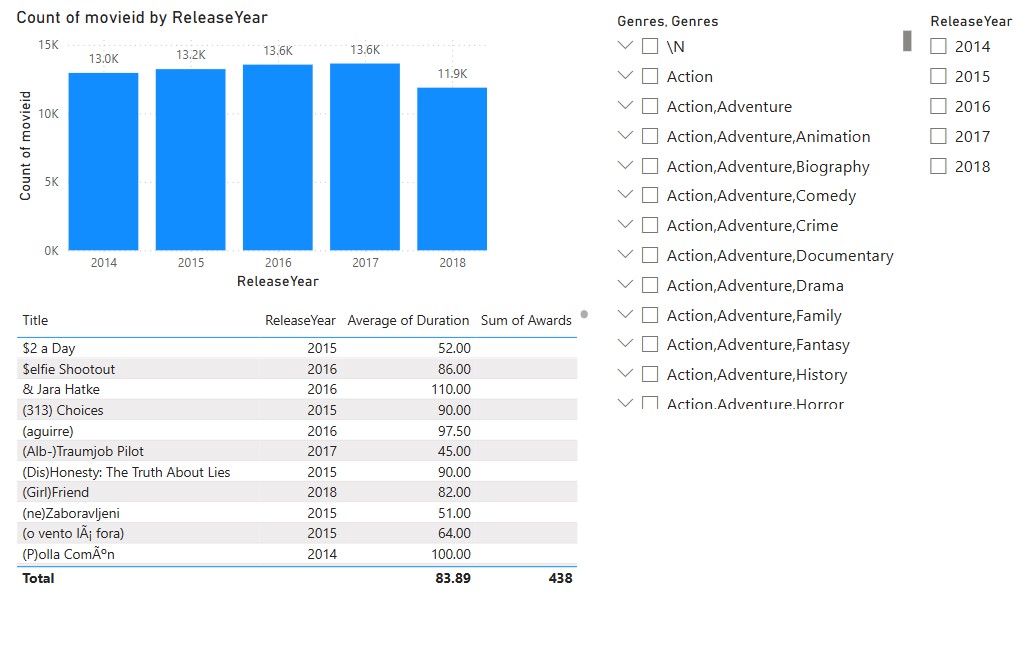 Count of movieid by ReleaseYear
Count of movieid
15K
10K
5K
0K
13.0K
13.2K
13.6K
13.6K
11.9K
2014
2015
2016
2017
2018
ReleaseYear
Title ReleaseYear Average of Duration Sum of Awards
$2 a Day 2015 52.00
$elfie Shootout 2016 86.00
& Jara Hatke 2016 110.00
(313) Choices 2015 90.00
(aguirre) 2016 97.50
(Alb-)Traumjob Pilot 2017 45.00
(Dis)Honesty: The Truth About Lies 2015 90.00
(Girl)Friend 2018 82.00
(ne)Zaboravljeni 2015 51.00
(o vento lÃ¡ fora) 2015 64.00
(P)olla ComÃºn 2014 100.00
Total 83.89 438
Genres, Genres
\N
Action
Action,Adventure
Action,Adventure,Animation
Action,Adventure,Biography
Action,Adventure,Comedy
Action,Adventure,Crime
Action,Adventure,Documentary
Action,Adventure,Drama
Action,Adventure,Family
Action,Adventure,Fantasy
Action,Adventure,History
Action,Adventure,Horror
ReleaseYear
2014
2015
2016
2017
2018